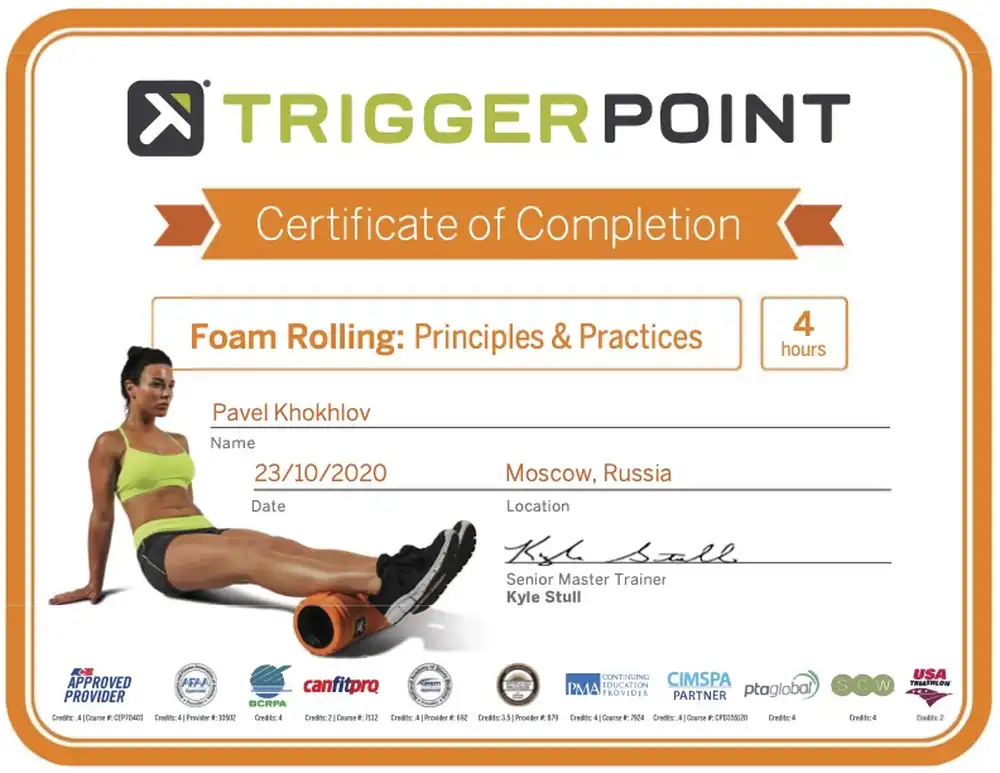 TRIGGERPOINT
Certificate of Completion
Foam Rolling: Principles & Practices
4
hours
Pavel Khokhlov
Name
23/10/2020
Moscow, Russia
Date
Location
Kyle Stull
Senior Master Trainer
Kyle Stull
APPROVED
PROVIDER
BCRPA
canfitpro
PMA
CONTINUING
EDUCATION
PROVIDER
CIMSPA
PARTNER
ptaglobal
SCW
USA
TRIATHLON
Credits: .4 | Course #: CEP70403
Credits: 4 | Provider #: 10502
Credits: 4
Credits: 2 | Course #: 7132
Credits: .4 | Provider #: 692
Credits: 3.5 | Provider #: 879
Credits: 4 | Course #: 7924
Credits: .4 | Course #: CPD355120
Credits: 4
Credits: 4
Credits: 2